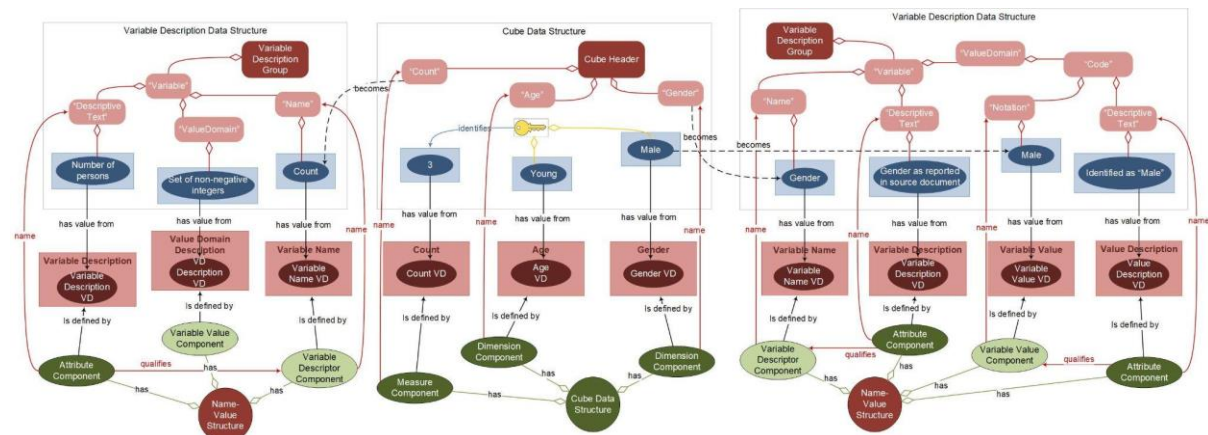 Variable Description Data Structure
Variable
Description
Group
"Variable"
"Descriptive
Text"
"Name"
"ValueDomain"
Number of
persons
Set of non-negative
integers
Count
has value from
has value from
has value from
name
name
Variable Description
Variable
Description
VD
Value Domain
Description
VD
Description
VD
Variable Name
Variable
Name VD
Is defined by
Is defined by
Is defined by
Variable Value
Component
Attribute
Component
qualifies
Variable
Descriptor
Component
has
has
has
Name-
Value
Structure
Cube Data Structure
Cube Header
"Count"
"Age"
"Gender"
becomes
identifies
becomes
becomes
3
Young
Male
has value from
has value from
has value from
name
name
name
Count
Count VD
Age
Age
VD
Gender
Gender VD
Is defined by
Is defined by
Is defined by
Dimension
Component
Dimension
Component
Measure
Component
has
has
has
Cube Data
Structure
Variable Description Data Structure
Variable
Description
Group
"ValueDomain"
"Variable"
"Code"
"Name"
"Descriptive
Text"
"Notation"
"Descriptive
Text"
Gender
Gender as reported
in source document
Male
Identified as "Male"
has value from
has value from
has value from
has value from
name
name
name
name
Variable Name
Variable
Name VD
Variable Description
Variable
Description
VD
Variable Value
Variable
Value VD
Value Description
Value
Description
VD
Is defined by
Is defined by
Is defined by
Is defined by
Variable
Descriptor
Component
qualifies
Attribute
Component
Variable Value
Component
qualifies
Attribute
Component
has
has
has
has
Name-
Value
Structure